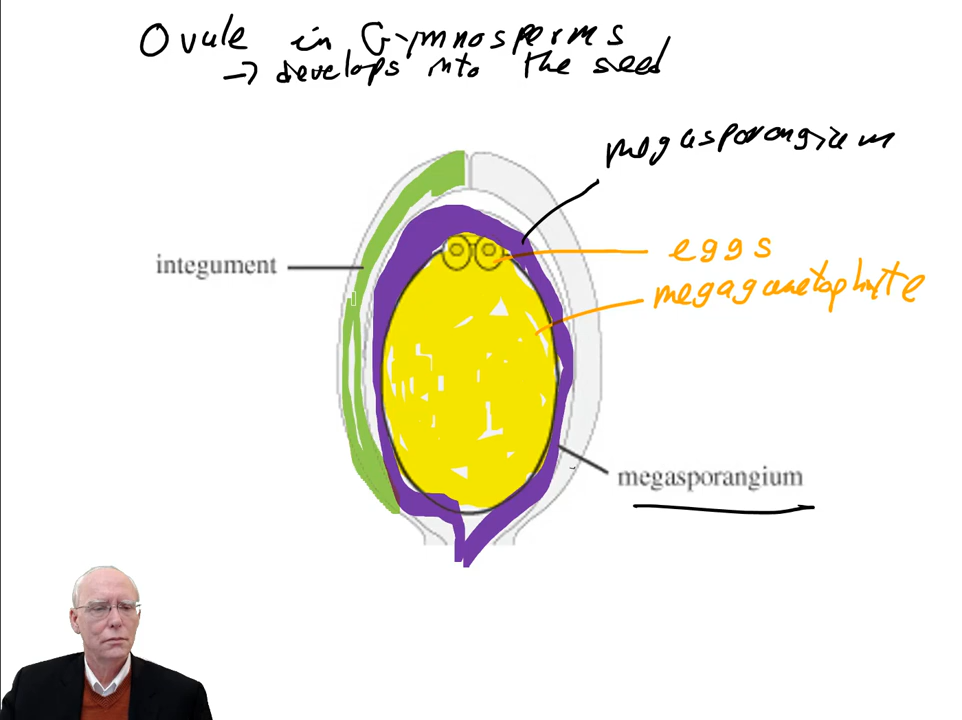 Ovule in Gymnosperms
→ develops into the seed
megasporangium
integument
eggs
megagametophyte
megasporangium